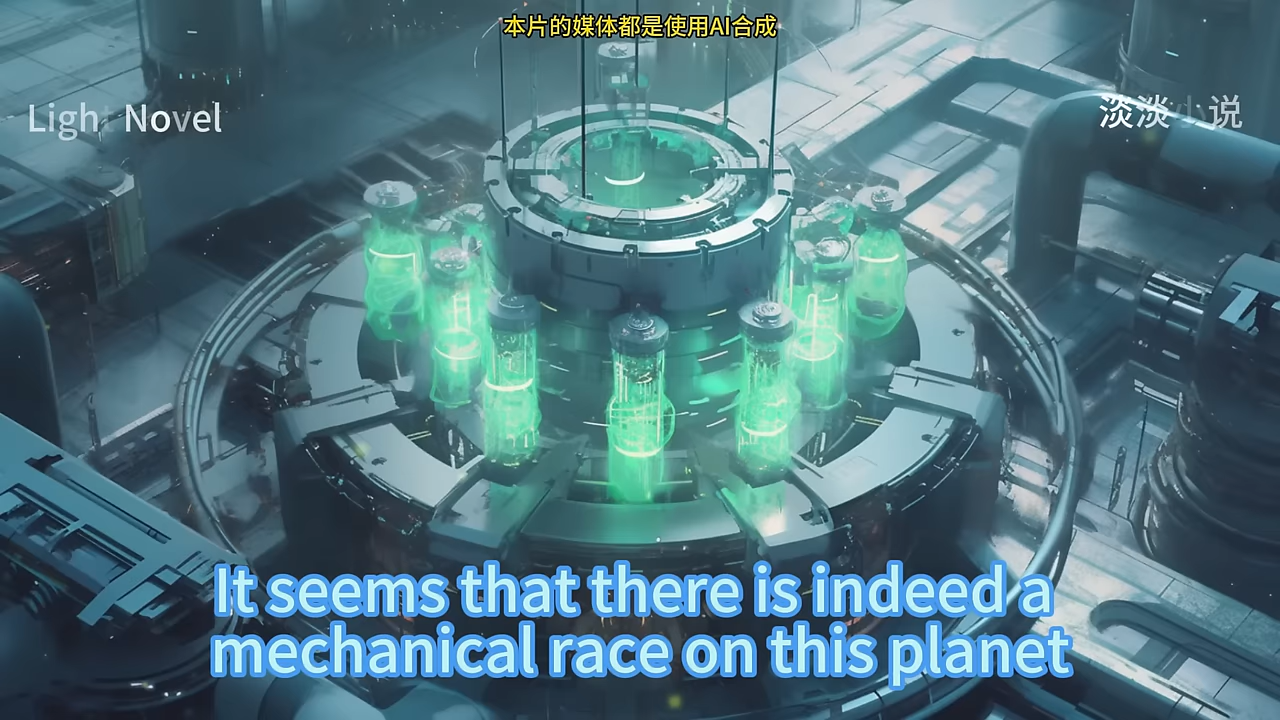 本片的媒体都是使用AI合成
Light Novel
淡淡小说
It seems that there is indeed a
mechanical race on this planet